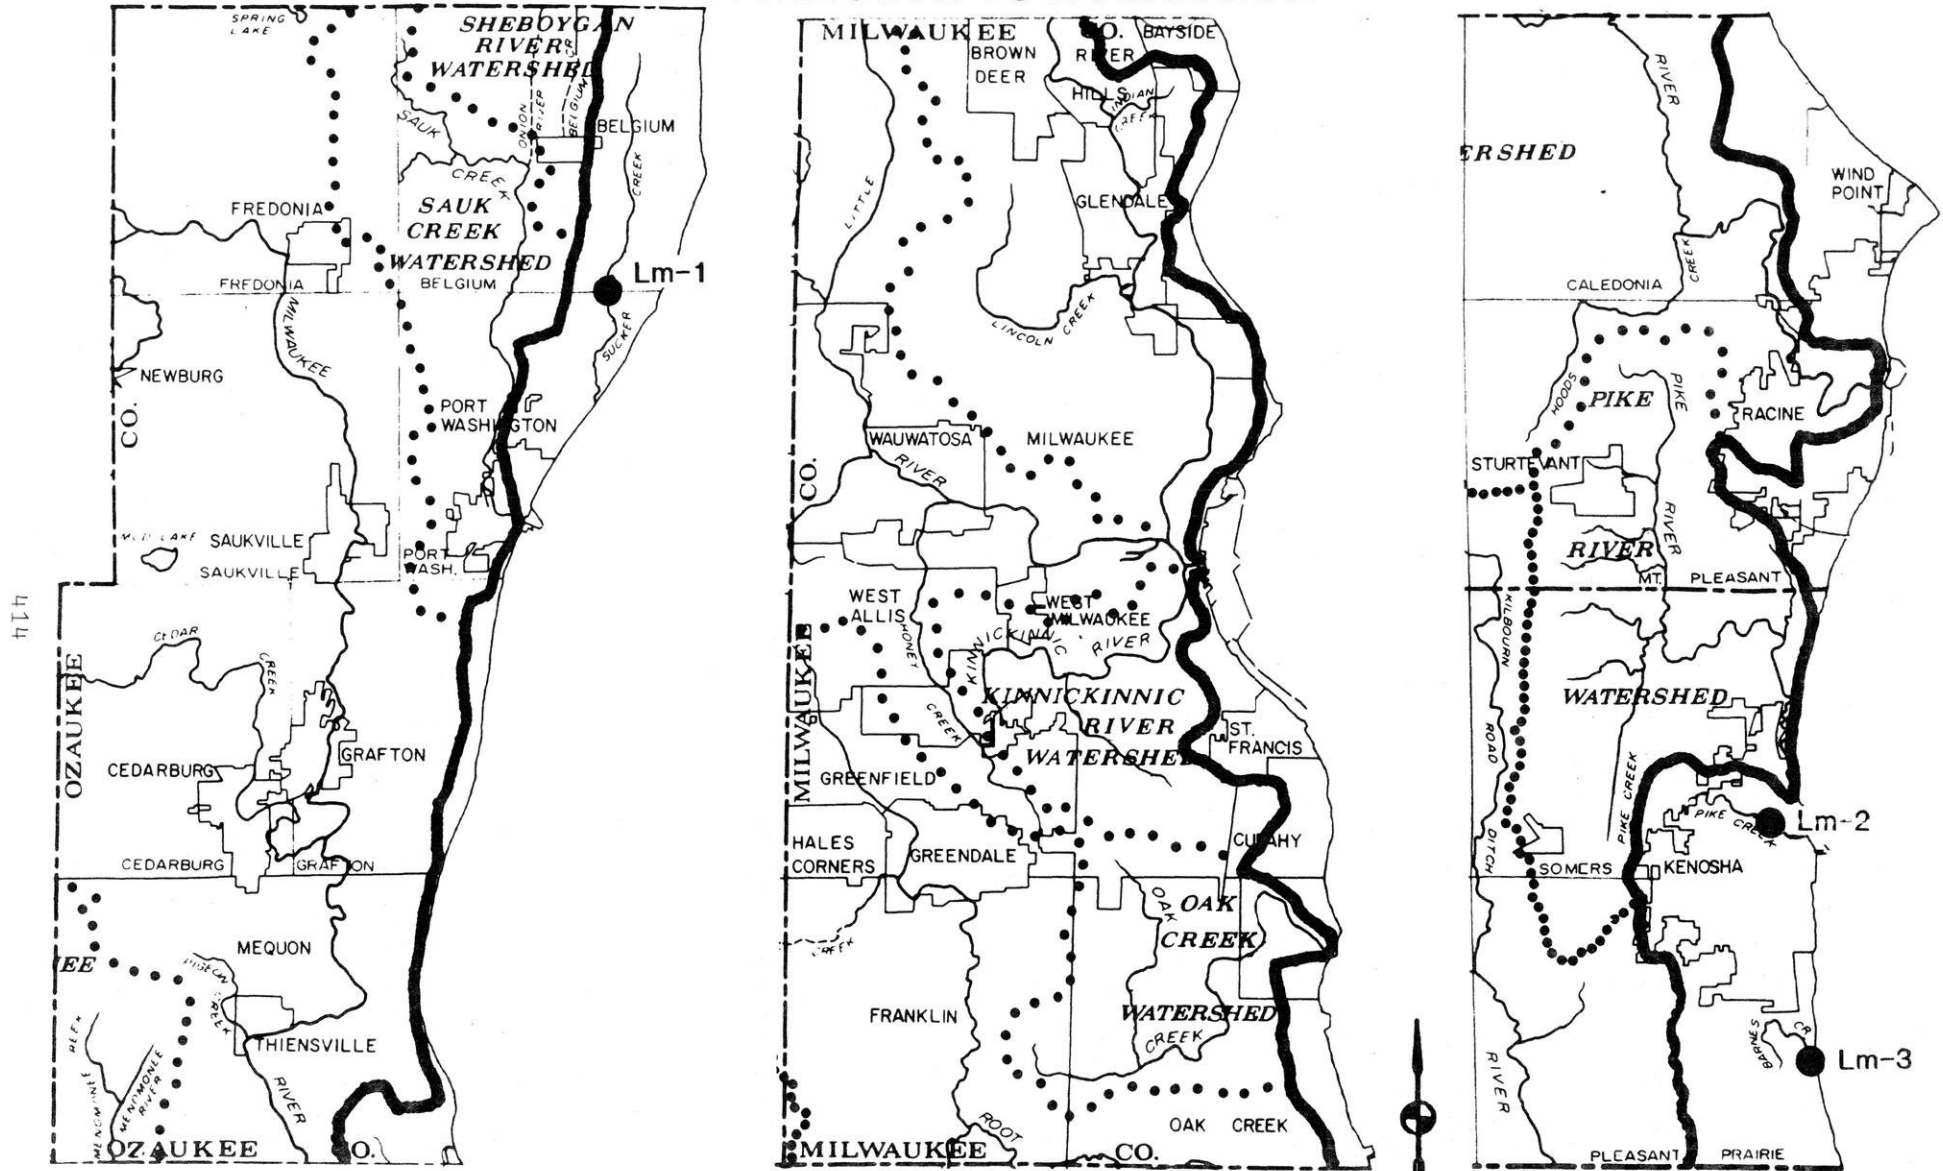 SPRING
LAKE
SHEBOYGAN
RIVER
WATERSHED
ONION
RIVER
BELGIUM
CR.
BELGIUM
SAUK
CREEK
CREEK
SAUK
CREEK
WATERSHED
BELGIUM
FREDONIA
FREDONIA
Lm-1
SUCKER
MILWAUKEE
NEWBURG
CO.
PORT
WASHINGTON
MUD LAKE
SAUKVILLE
SAUKVILLE
PORT
WASH.
414
CEDAR
CREEK
OZAUKEE
CEDARBURG
GRAFTON
CEDARBURG
GRAFTON
MEQUON
EE
PIGEON
CREEK
THIENSVILLE
RIVER
MENOMONEE
REEK
MENOMONEE
RIVER
OZAUKEE CO.
MILWAUKEE CO.
BROWN
DEER
RIVER
HILLS
BAYSIDE
INDIAN
CREEK
LITTLE
GLENDALE
LINCOLN CREEK
WAUWATOSA
MILWAUKEE
RIVER
CO.
WEST
ALLIS
HONEY
CREEK
WEST
MILWAUKEE
KINNICKINNIC
RIVER
MILWAUKEE
KINNICKINNIC
RIVER
WATERSHED
ST.
FRANCIS
GREENFIELD
HALES
CORNERS
GREENDALE
CUDAHY
OAK
CREEK
WATERSHED
OAK
CREEK
CREEK
FRANKLIN
ROOT
OAK CREEK
MILWAUKEE CO.
RIVER
ERSHED
WIND
POINT
CREEK
CALEDONIA
HOODS
PIKE
PIKE
RIVER
RACINE
STURTEVANT
RIVER
MT. PLEASANT
KILBOURN
ROAD
DITCH
WATERSHED
PIKE CREEK
PIKE CREEK
Lm-2
SOMERS
KENOSHA
BARNES
CR.
Lm-3
RIVER
PLEASANT PRAIRIE